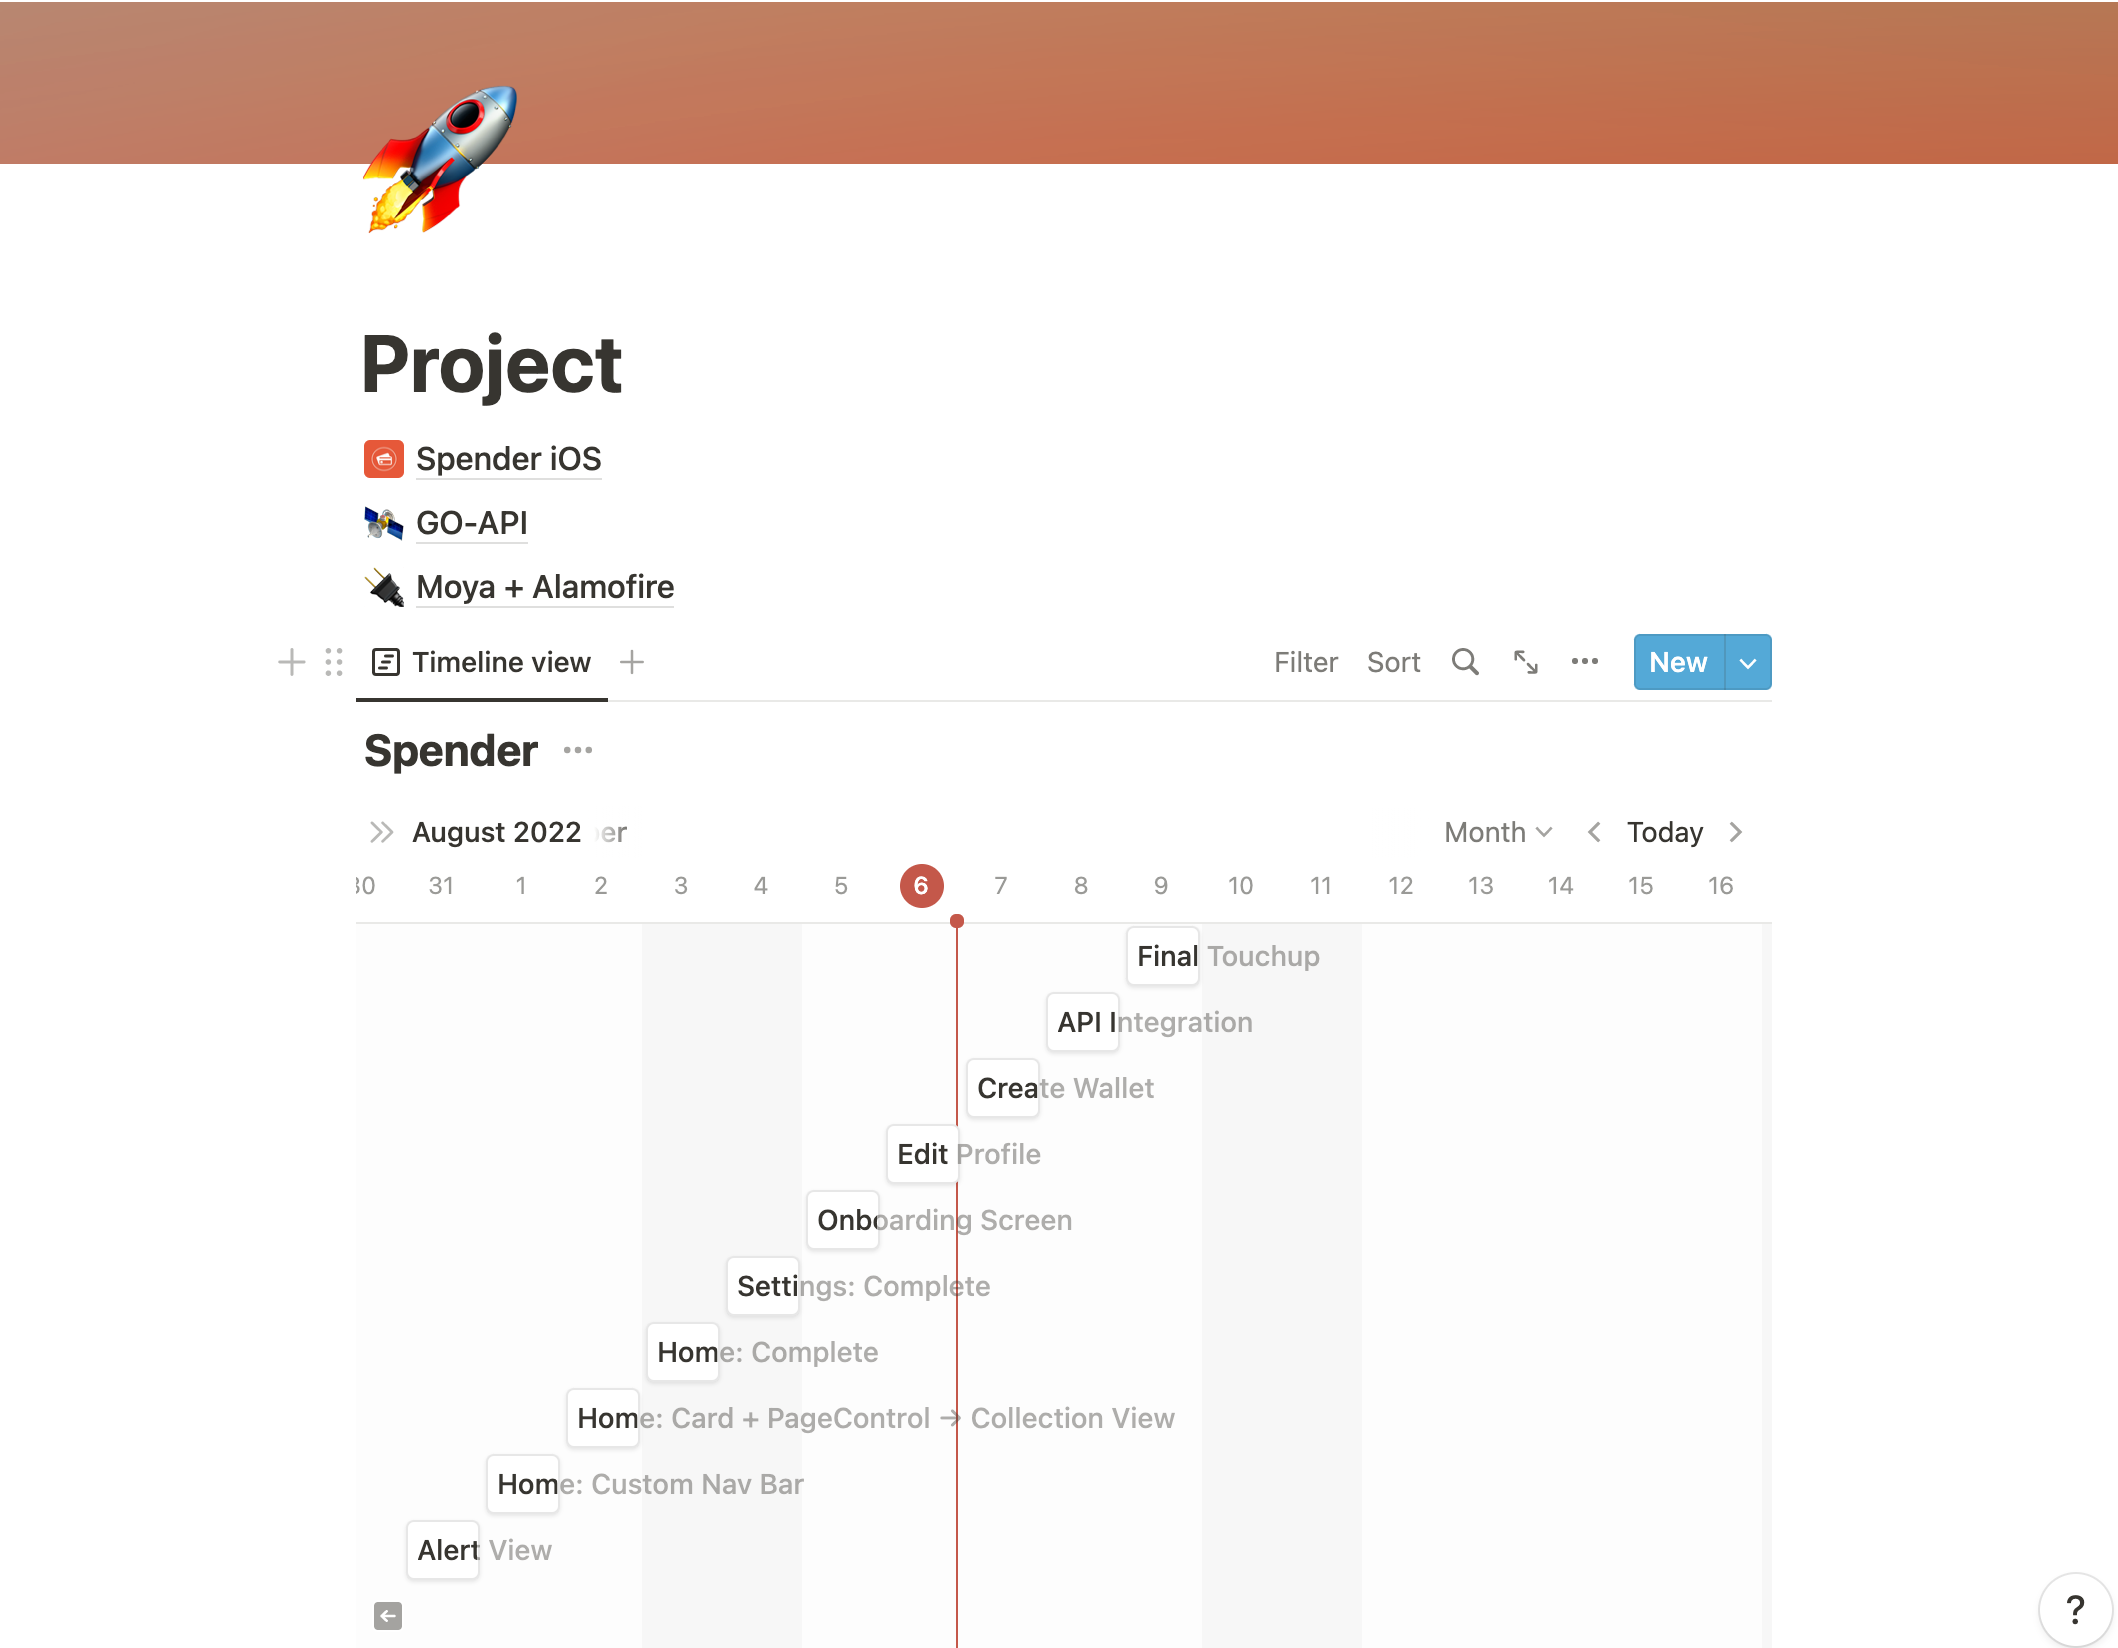 Project
Spender iOS
GO-API
Moya + Alamofire
Timeline view Filter Sort New
Spender
August 2022 er Month Today
30 31 1 2 3 4 5 6 7 8 9 10 11 12 13 14 15 16
Final Touchup
API Integration
Create Wallet
Edit Profile
Onboarding Screen
Settings: Complete
Home: Complete
Home: Card + PageControl → Collection View
Home: Custom Nav Bar
Alert View
?